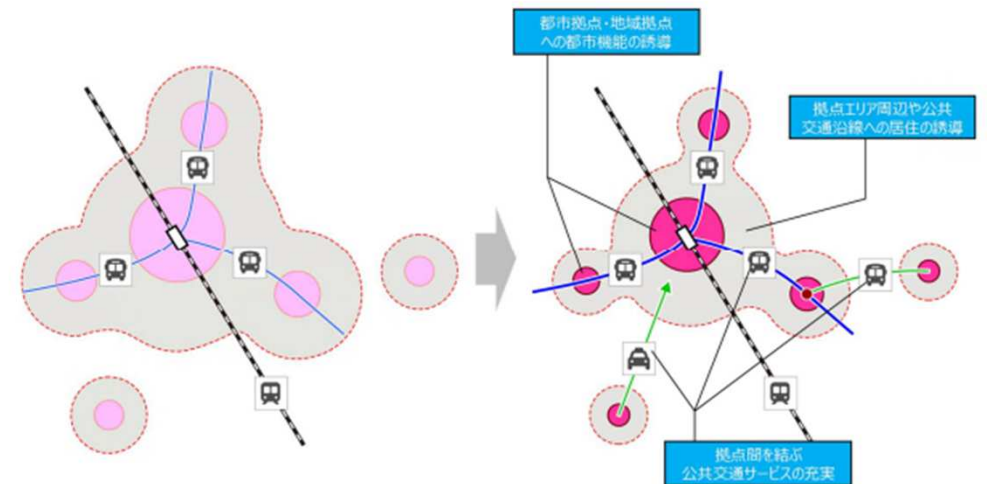 都市拠点・地域拠点
への都市機能の誘導
拠点エリア周辺や公共
交通沿線への居住の誘導
拠点間を結ぶ
公共交通サービスの充実